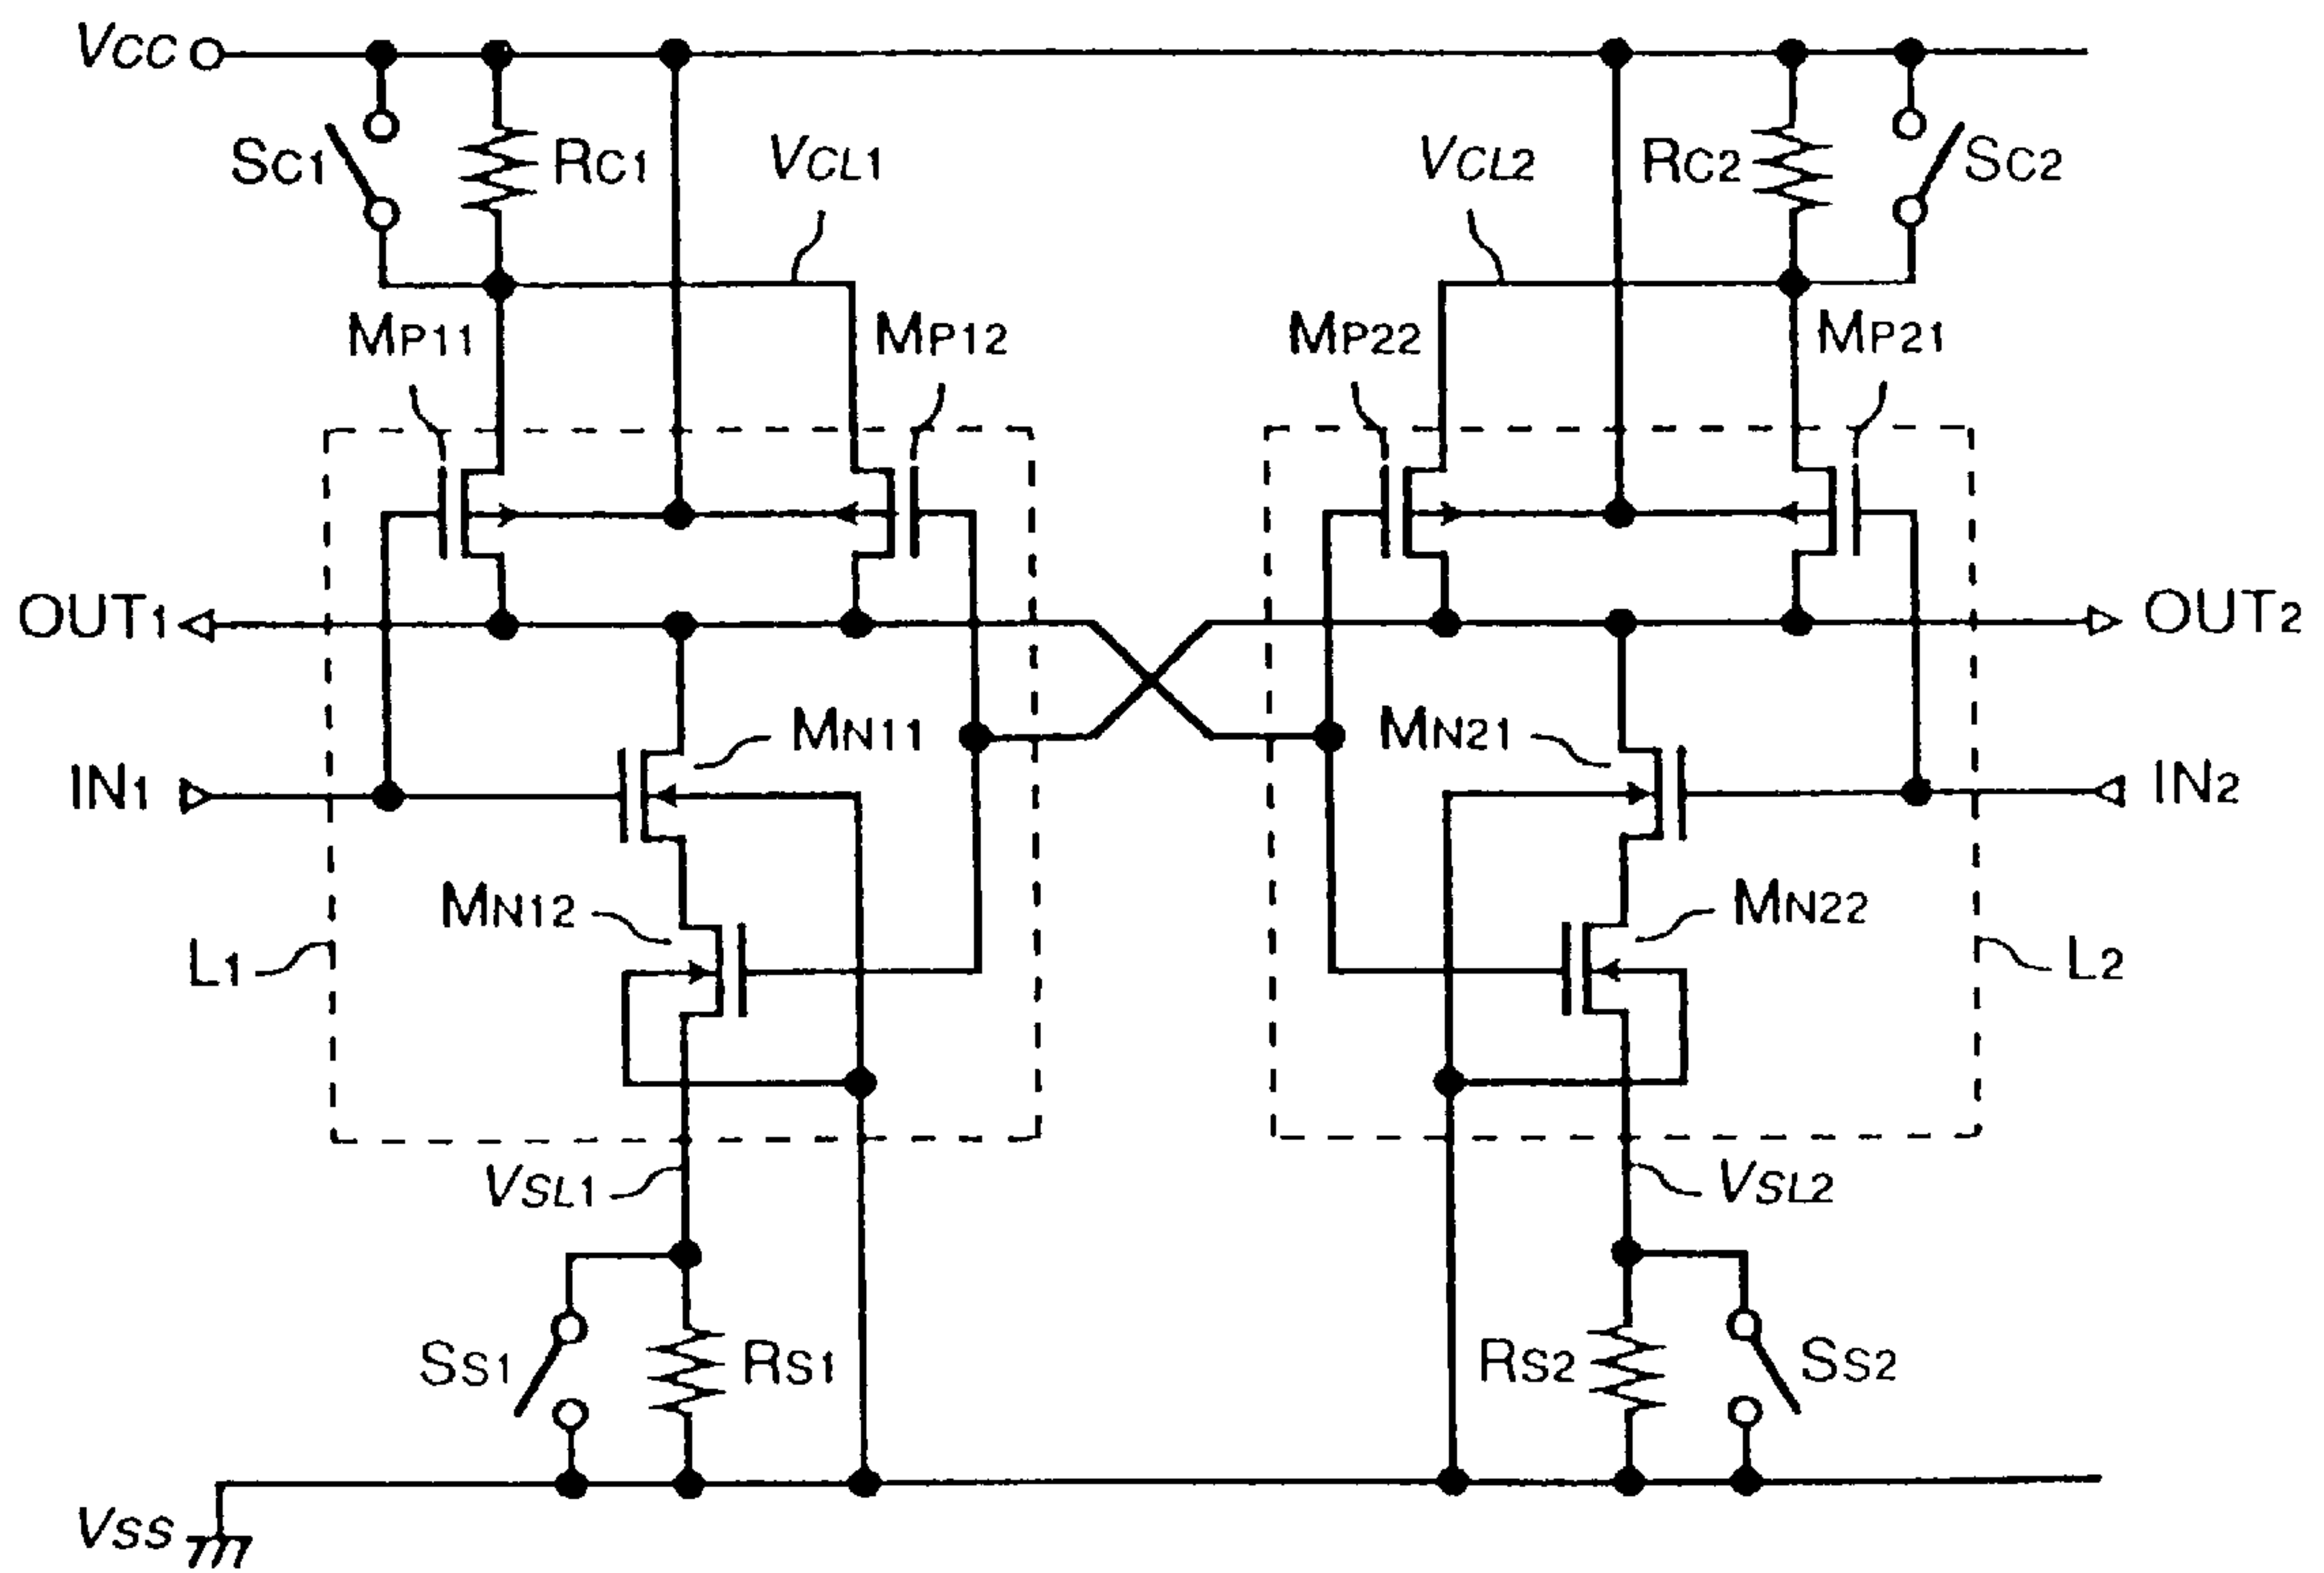 VCC
SC1
RC1
VCL1
VCL2
RC2
SC2
MP11
MP12
MP22
MP21
OUT1
OUT2
MN11
MN21
IN1
IN2
MN12
MN22
L1
L2
VSL1
VSL2
SS1
RS1
RS2
SS2
VSS